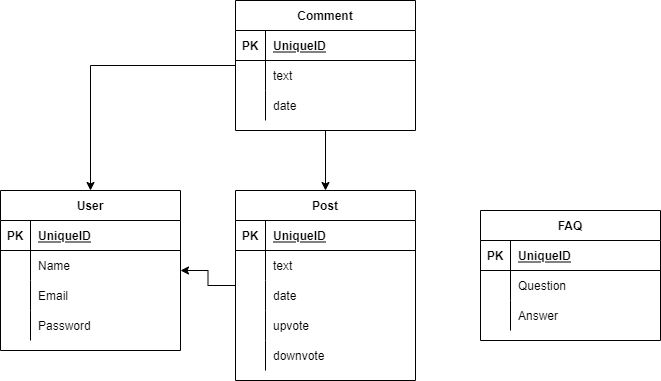 Comment
PK UniqueID
text
date
User
PK UniqueID
Name
Email
Password
Post
PK UniqueID
text
date
upvote
downvote
FAQ
PK UniqueID
Question
Answer